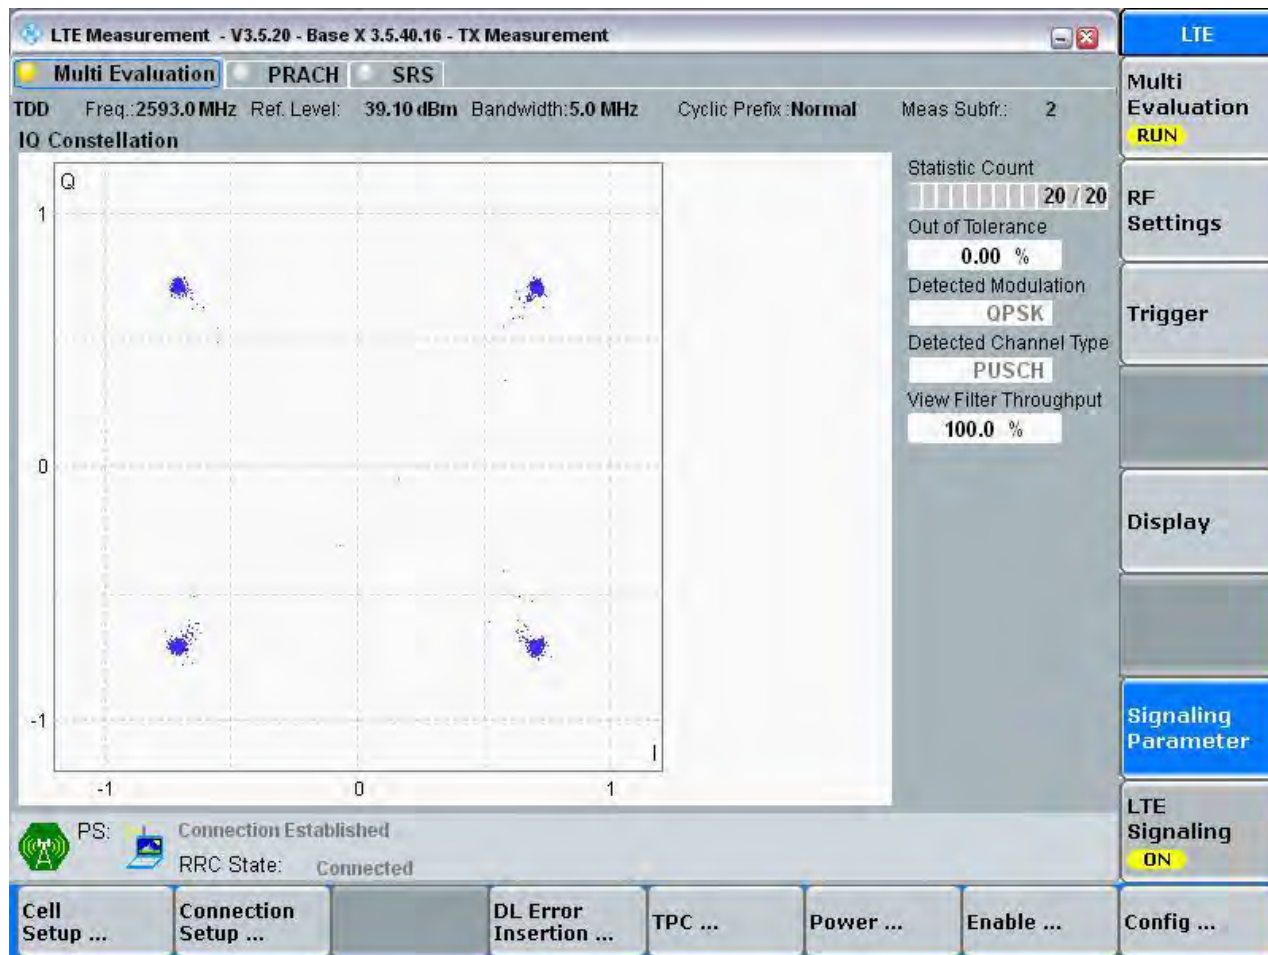 LTE Measurement - V3.5.20 - Base X 3.5.40.16 - TX Measurement
LTE
Multi Evaluation PRACH SRS
TDD Freq.:2593.0 MHz Ref. Level: 39.10 dBm Bandwidth:5.0 MHz Cyclic Prefix :Normal Meas Subfr.: 2
IQ Constellation
Q
1
0
-1
-1 0 1
I
Statistic Count
20 / 20
Out of Tolerance
0.00 %
Detected Modulation
QPSK
Detected Channel Type
PUSCH
View Filter Throughput
100.0 %
Multi
Evaluation
RUN
RF
Settings
Trigger
Display
Signaling
Parameter
LTE
Signaling
ON
PS: Connection Established
RRC State: Connected
Cell
Setup ...
Connection
Setup ...
DL Error
Insertion ...
TPC ...
Power ...
Enable ...
Config ...